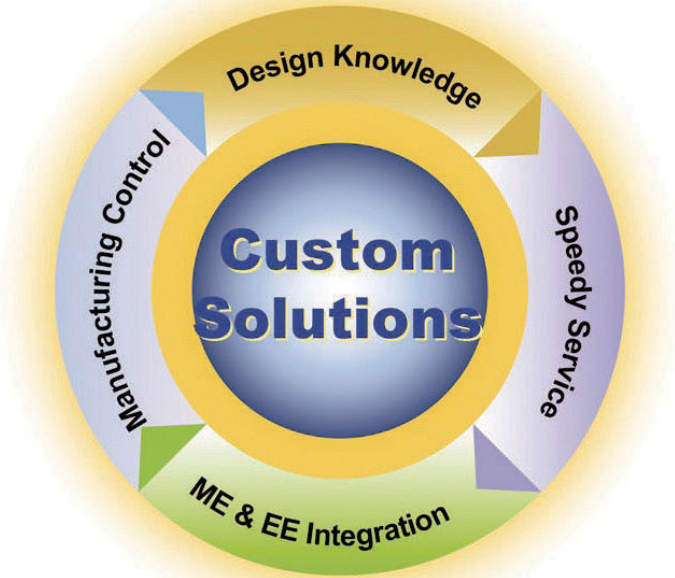 Design Knowledge
Speedy Service
ME & EE Integration
Manufacturing Control
Custom
Solutions